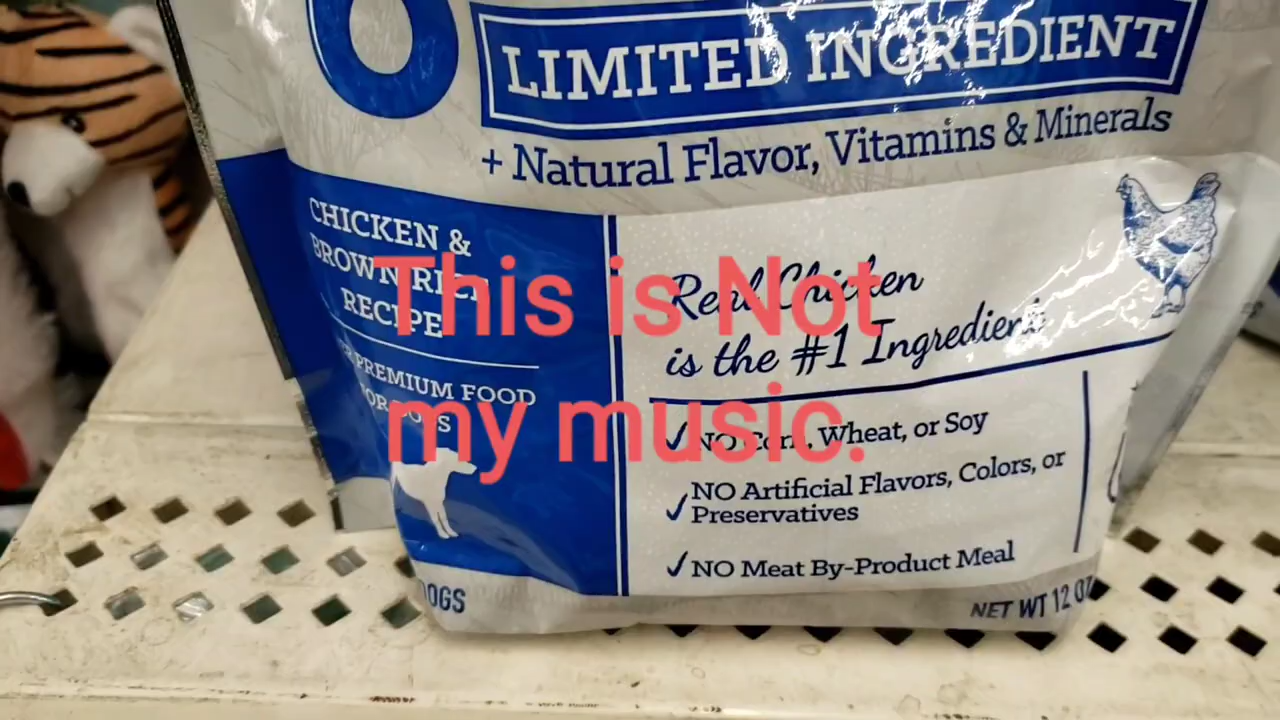 8
LIMITED INGREDIENT
+ Natural Flavor, Vitamins & Minerals
CHICKEN &
BROWN RICE
RECIPE
PREMIUM FOOD
FOR DOGS
Real Chicken
is the #1 Ingredient
✓NO Corn, Wheat, or Soy
✓NO Artificial Flavors, Colors, or
Preservatives
✓NO Meat By-Product Meal
DOGS
NET WT 12 OZ
This is Not
my music.